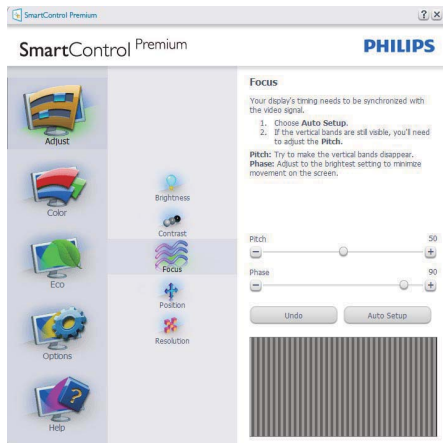 SmartControl Premium
SmartControl Premium
PHILIPS
Adjust
Color
Eco
Options
Help
Brightness
Contrast
Focus
Position
Resolution
Focus
Your display's timing needs to be synchronized with
the video signal.
1. Choose Auto Setup.
2. If the vertical bands are still visible, you'll need
to adjust the Pitch.
Pitch: Try to make the vertical bands disappear.
Phase: Adjust to the brightest setting to minimize
movement on the screen.
Pitch 50
Phase 90
Undo Auto Setup